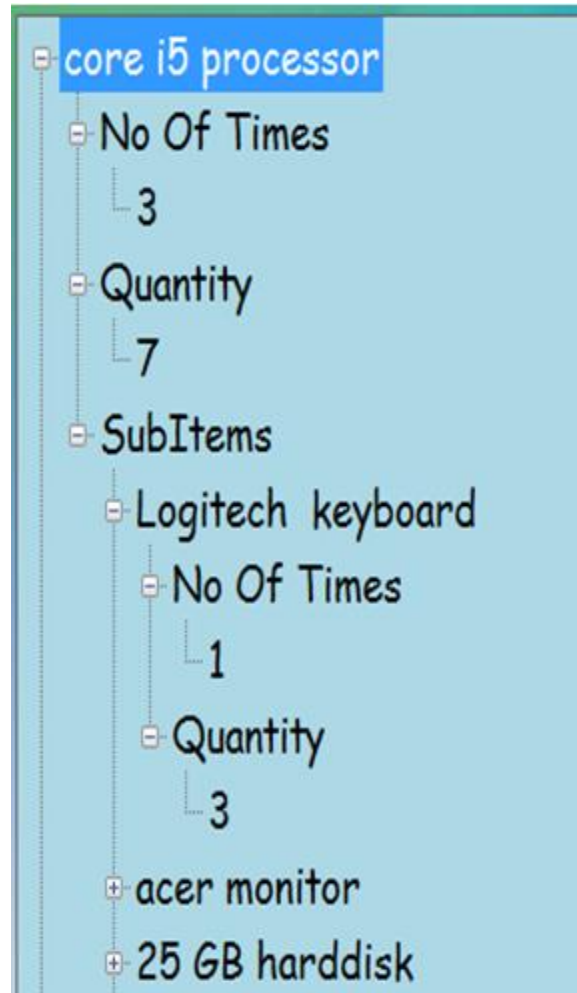 core i5 processor
No Of Times
3
Quantity
7
SubItems
Logitech keyboard
No Of Times
1
Quantity
3
acer monitor
25 GB harddisk